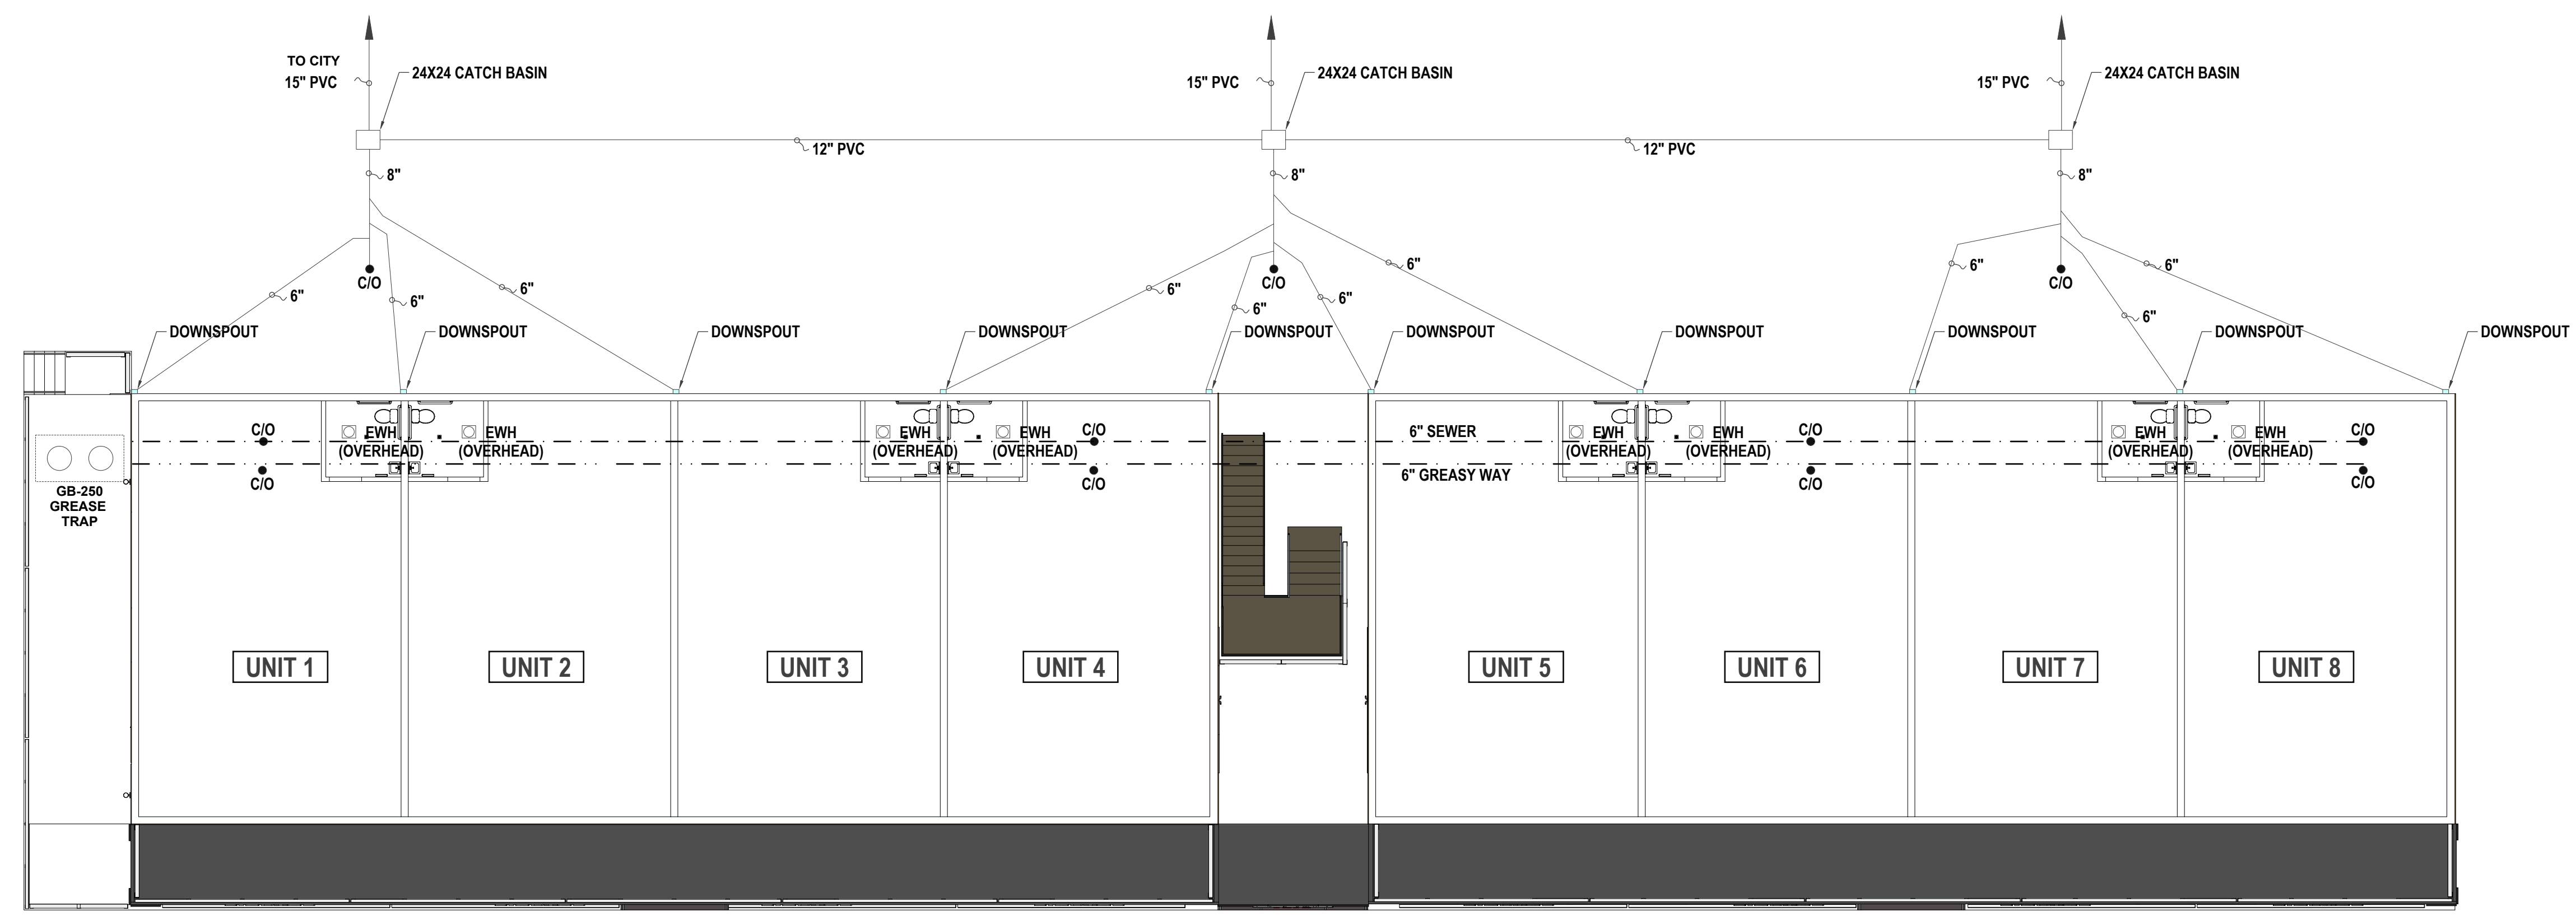 TO CITY
15" PVC
24X24 CATCH BASIN
15" PVC
24X24 CATCH BASIN
15" PVC
24X24 CATCH BASIN
12" PVC
12" PVC
8"
8"
8"
C/O
C/O
C/O
6"
6"
6"
6"
6"
6"
6"
6"
6"
6"
DOWNSPOUT
DOWNSPOUT
DOWNSPOUT
DOWNSPOUT
DOWNSPOUT
DOWNSPOUT
DOWNSPOUT
DOWNSPOUT
DOWNSPOUT
DOWNSPOUT
C/O
EWH
(OVERHEAD)
EWH
(OVERHEAD)
EWH
(OVERHEAD)
EWH
(OVERHEAD)
C/O
6" SEWER
EWH
(OVERHEAD)
EWH
(OVERHEAD)
C/O
EWH
(OVERHEAD)
EWH
(OVERHEAD)
C/O
C/O
C/O
6" GREASY WAY
C/O
C/O
GB-250
GREASE
TRAP
UNIT 1
UNIT 2
UNIT 3
UNIT 4
UNIT 5
UNIT 6
UNIT 7
UNIT 8